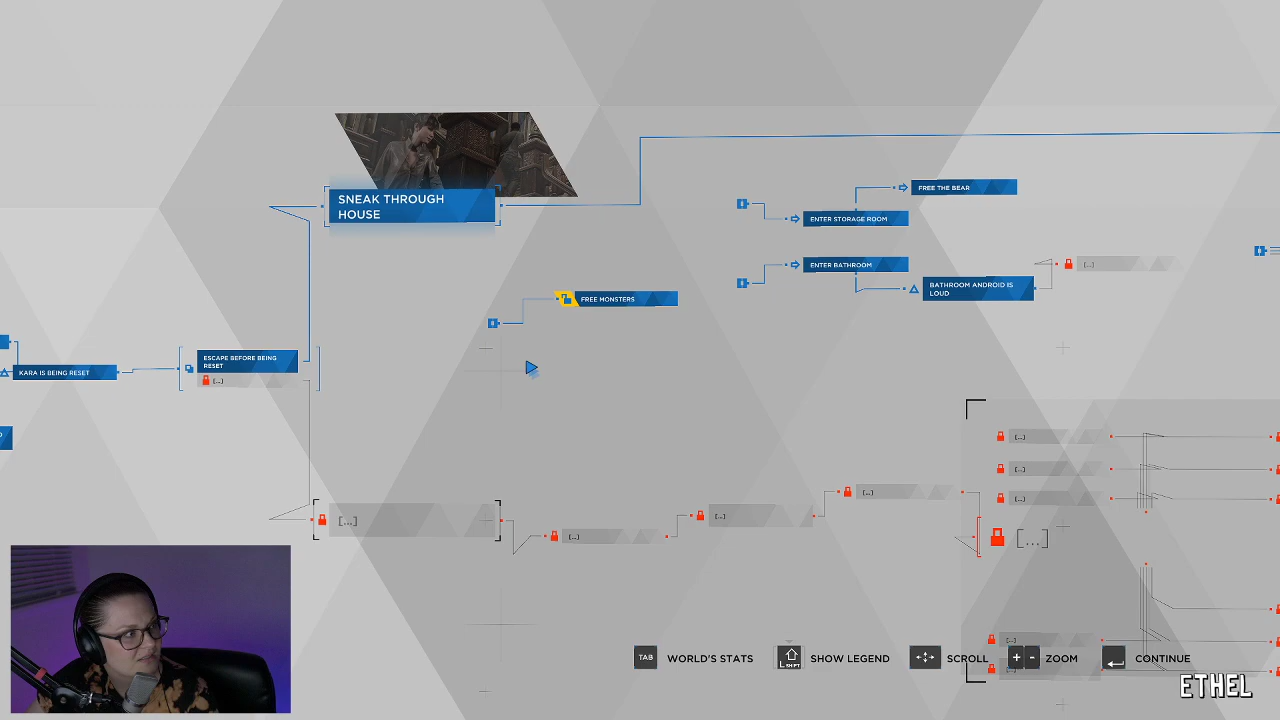 FREE THE BEAR
SNEAK THROUGH
HOUSE
ENTER STORAGE ROOM
ENTER BATHROOM
[...]
BATHROOM ANDROID IS
LOUD
FREE MONSTERS
ESCAPE BEFORE BEING
RESET
KARA IS BEING RESET
[...]
[...]
[...]
[...]
[...]
[...]
[...]
[...]
[...]
[...]
[...]
TAB WORLD'S STATS
L SHIFT SHOW LEGEND
SCROLL
+ - ZOOM
CONTINUE
ETHEL